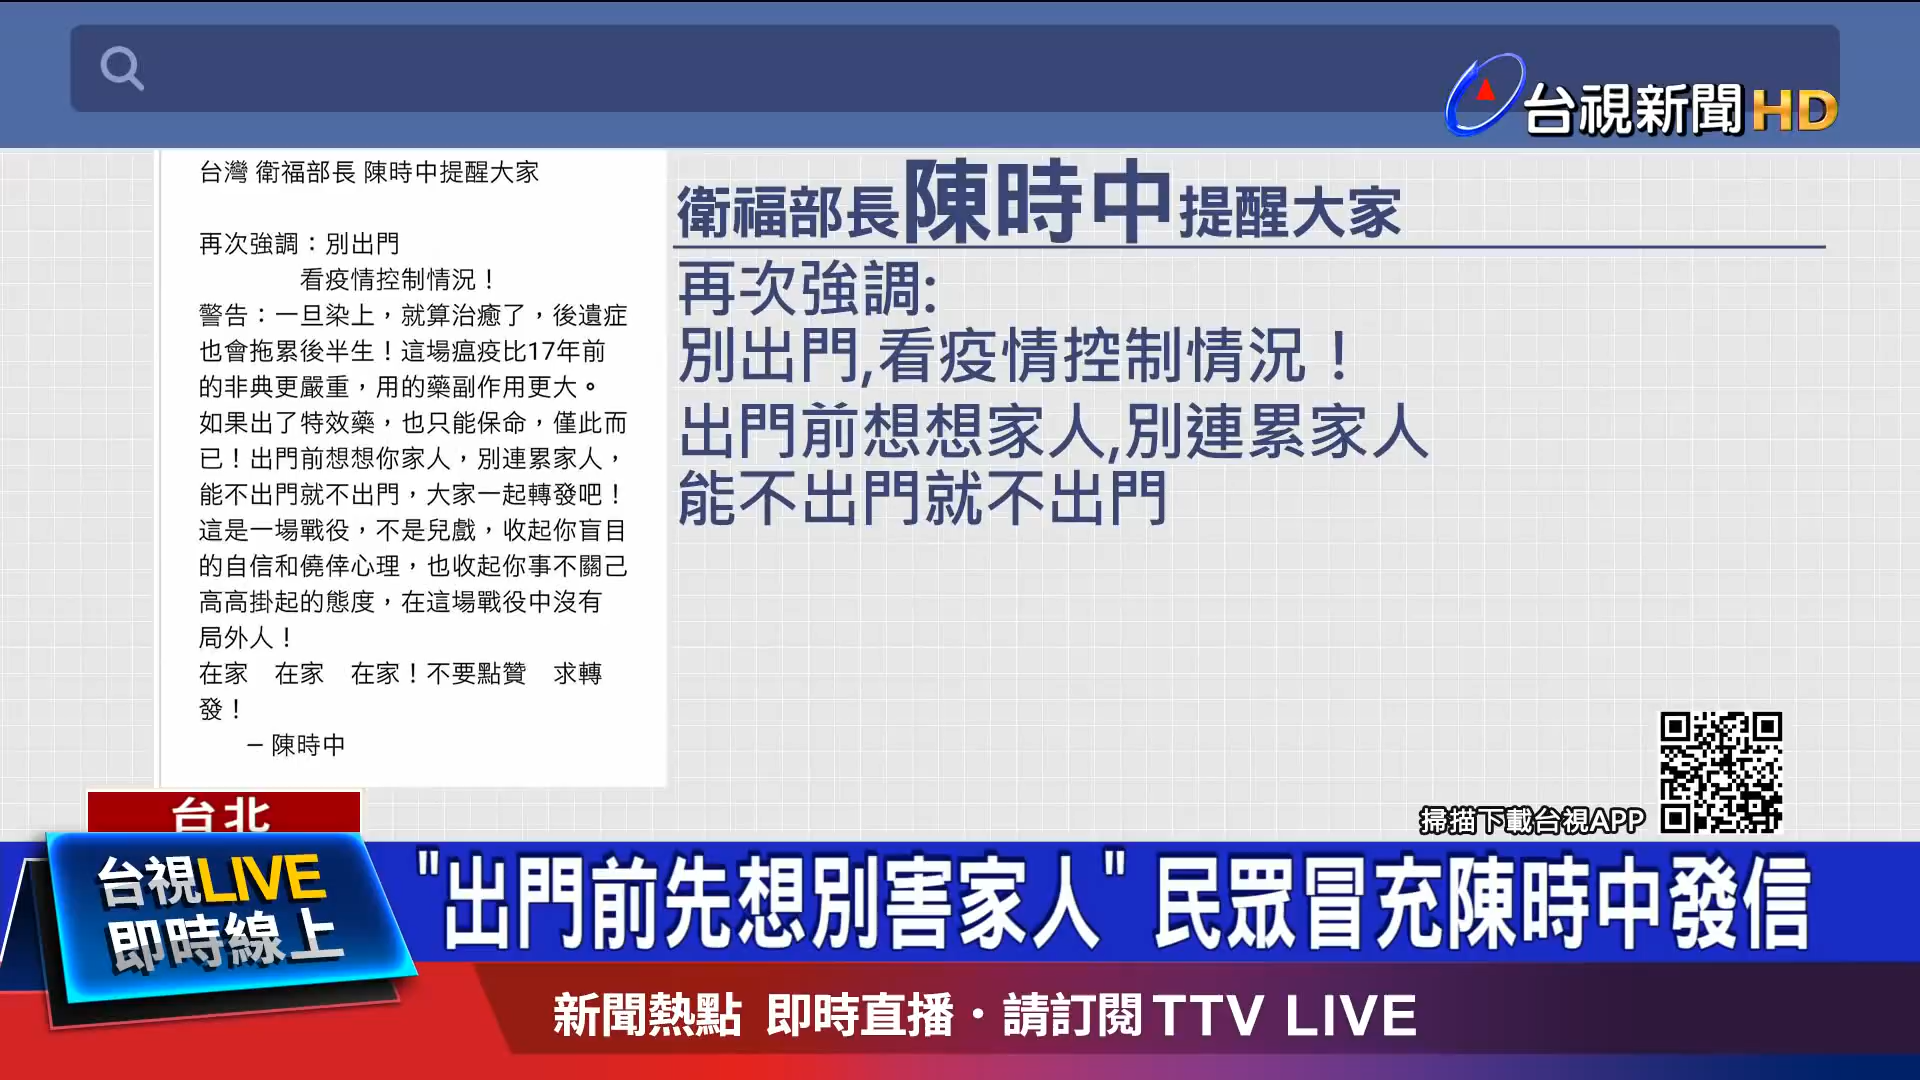 台視新聞HD
台灣 衛福部長 陳時中提醒大家
再次強調：別出門
看疫情控制情況！
警告：一旦染上，就算治癒了，後遺症
也會拖累後半生！這場瘟疫比17年前
的非典更嚴重，用的藥副作用更大。
如果出了特效藥，也只能保命，僅此而
已！出門前想想你家人，別連累家人，
能不出門就不出門，大家一起轉發吧！
這是一場戰役，不是兒戲，收起你盲目
的自信和僥倖心理，也收起你事不關己
高高掛起的態度，在這場戰役中沒有
局外人！
在家 在家 在家！不要點贊 求轉
發！
– 陳時中
衛福部長陳時中提醒大家
再次強調:
別出門,看疫情控制情況！
出門前想想家人,別連累家人
能不出門就不出門
掃描下載台視APP
台北
台視LIVE
即時線上
"出門前先想別害家人" 民眾冒充陳時中發信
新聞熱點 即時直播·請訂閱TTV LIVE